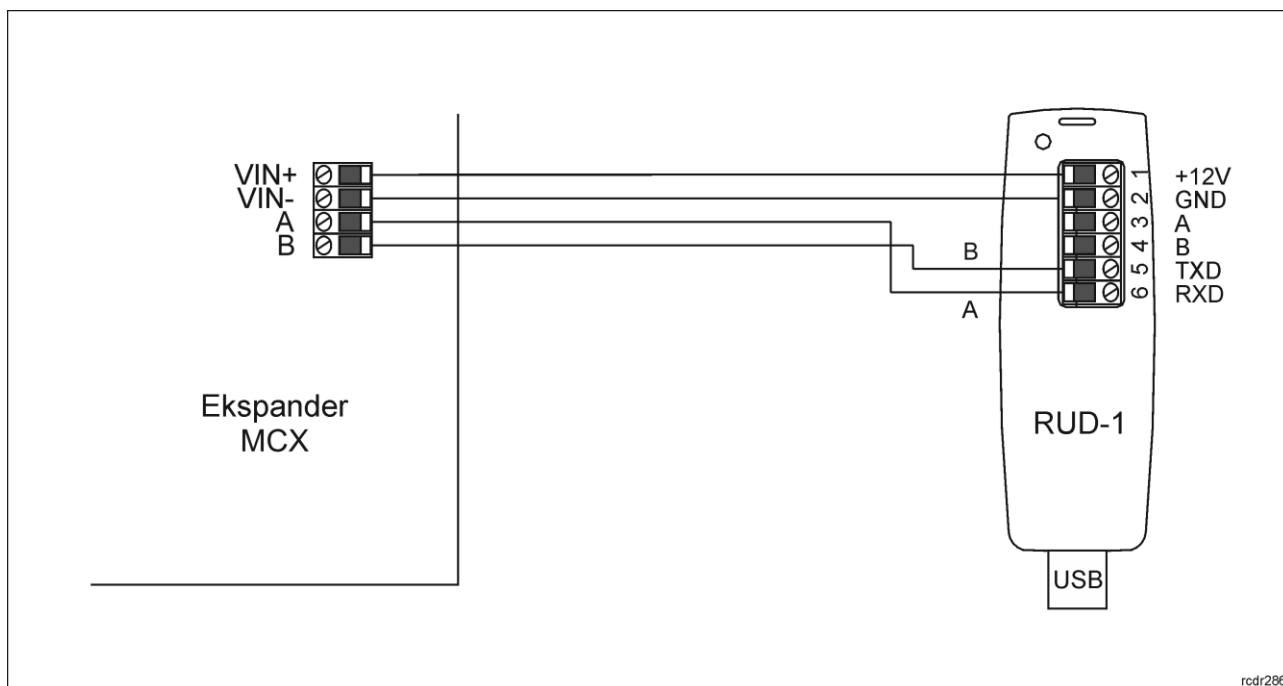 VIN+
VIN-
A
B
Ekspander
MCX
B
A
1
2
3
4
5
6
+12V
GND
A
B
TXD
RXD
RUD-1
USB
rcdr286